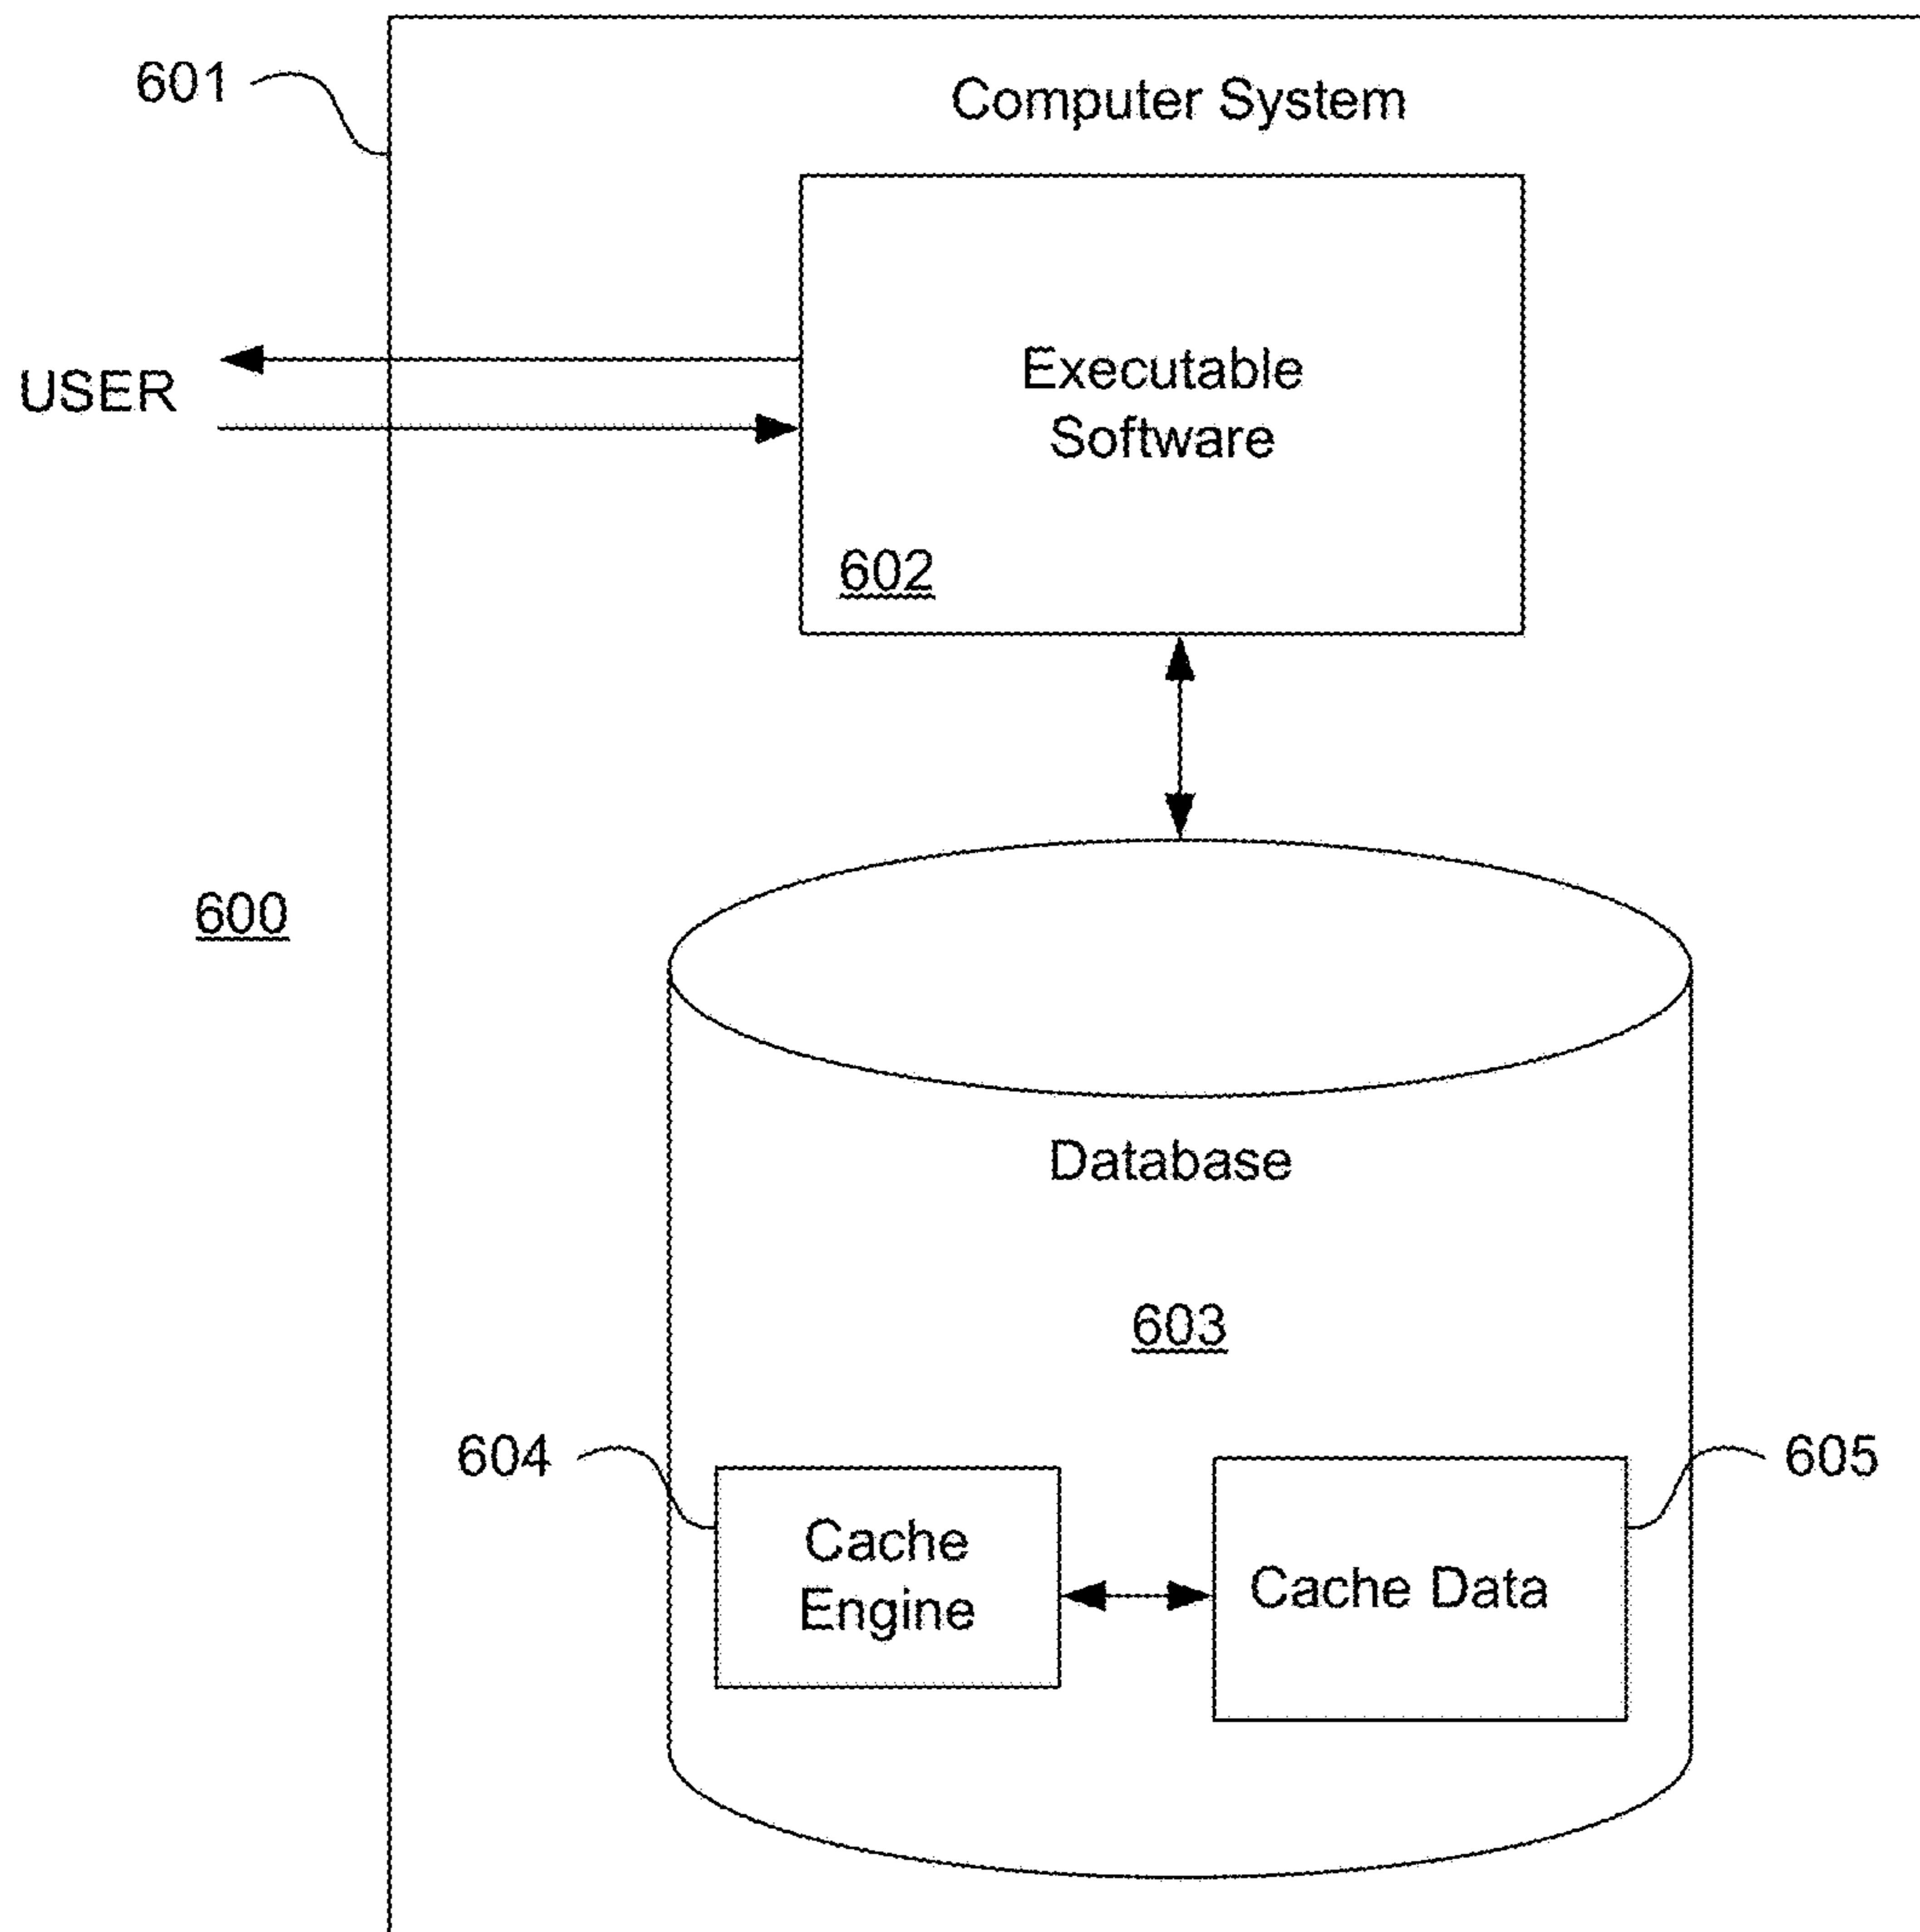 601
Computer System
USER
Executable
Software
602
600
Database
603
604
605
Cache
Engine
Cache Data